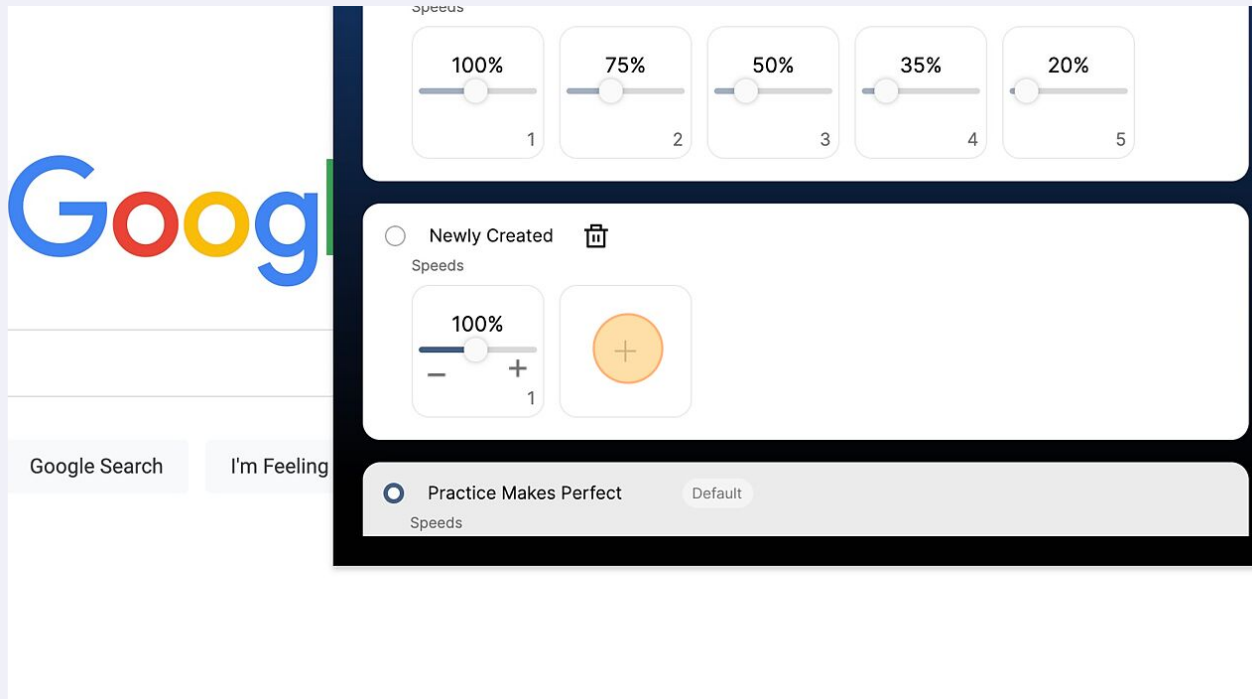 Speeds
100%
75%
50%
35%
20%
1
2
3
4
5
Googl
Newly Created
Speeds
100%
− +
1
+
Google Search
I'm Feeling
Practice Makes Perfect
Default
Speeds